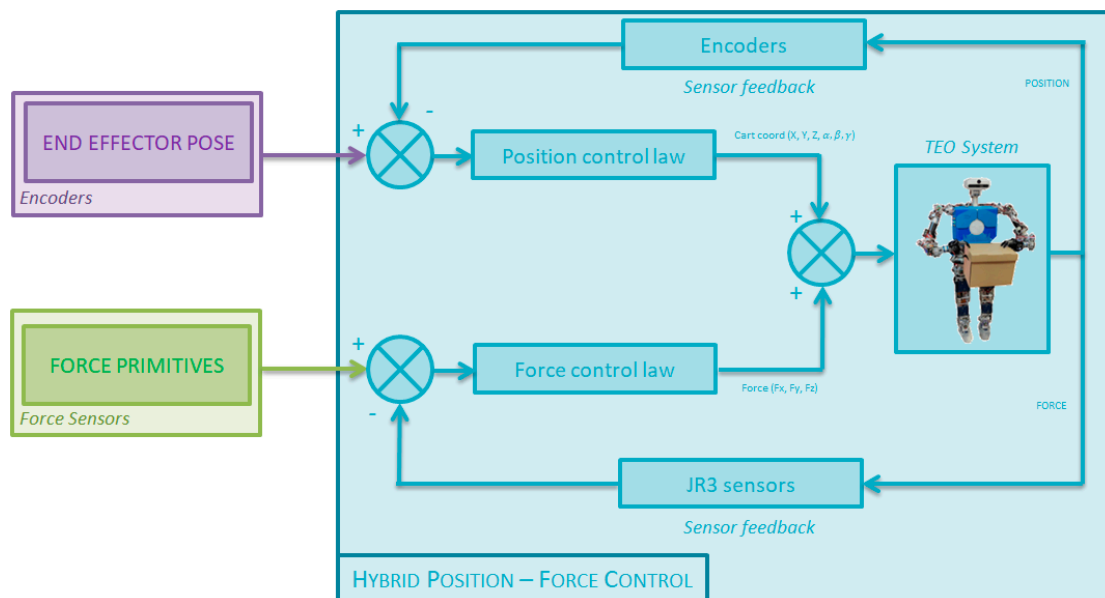 Encoders
Sensor feedback
POSITION
-
+
END EFFECTOR POSE
Encoders
Position control law
Cart coord (X, Y, Z, α, β, γ)
TEO System
+
+
FORCE PRIMITIVES
Force Sensors
+
-
Force control law
Force (Fx, Fy, Fz)
FORCE
JR3 sensors
Sensor feedback
HYBRID POSITION – FORCE CONTROL